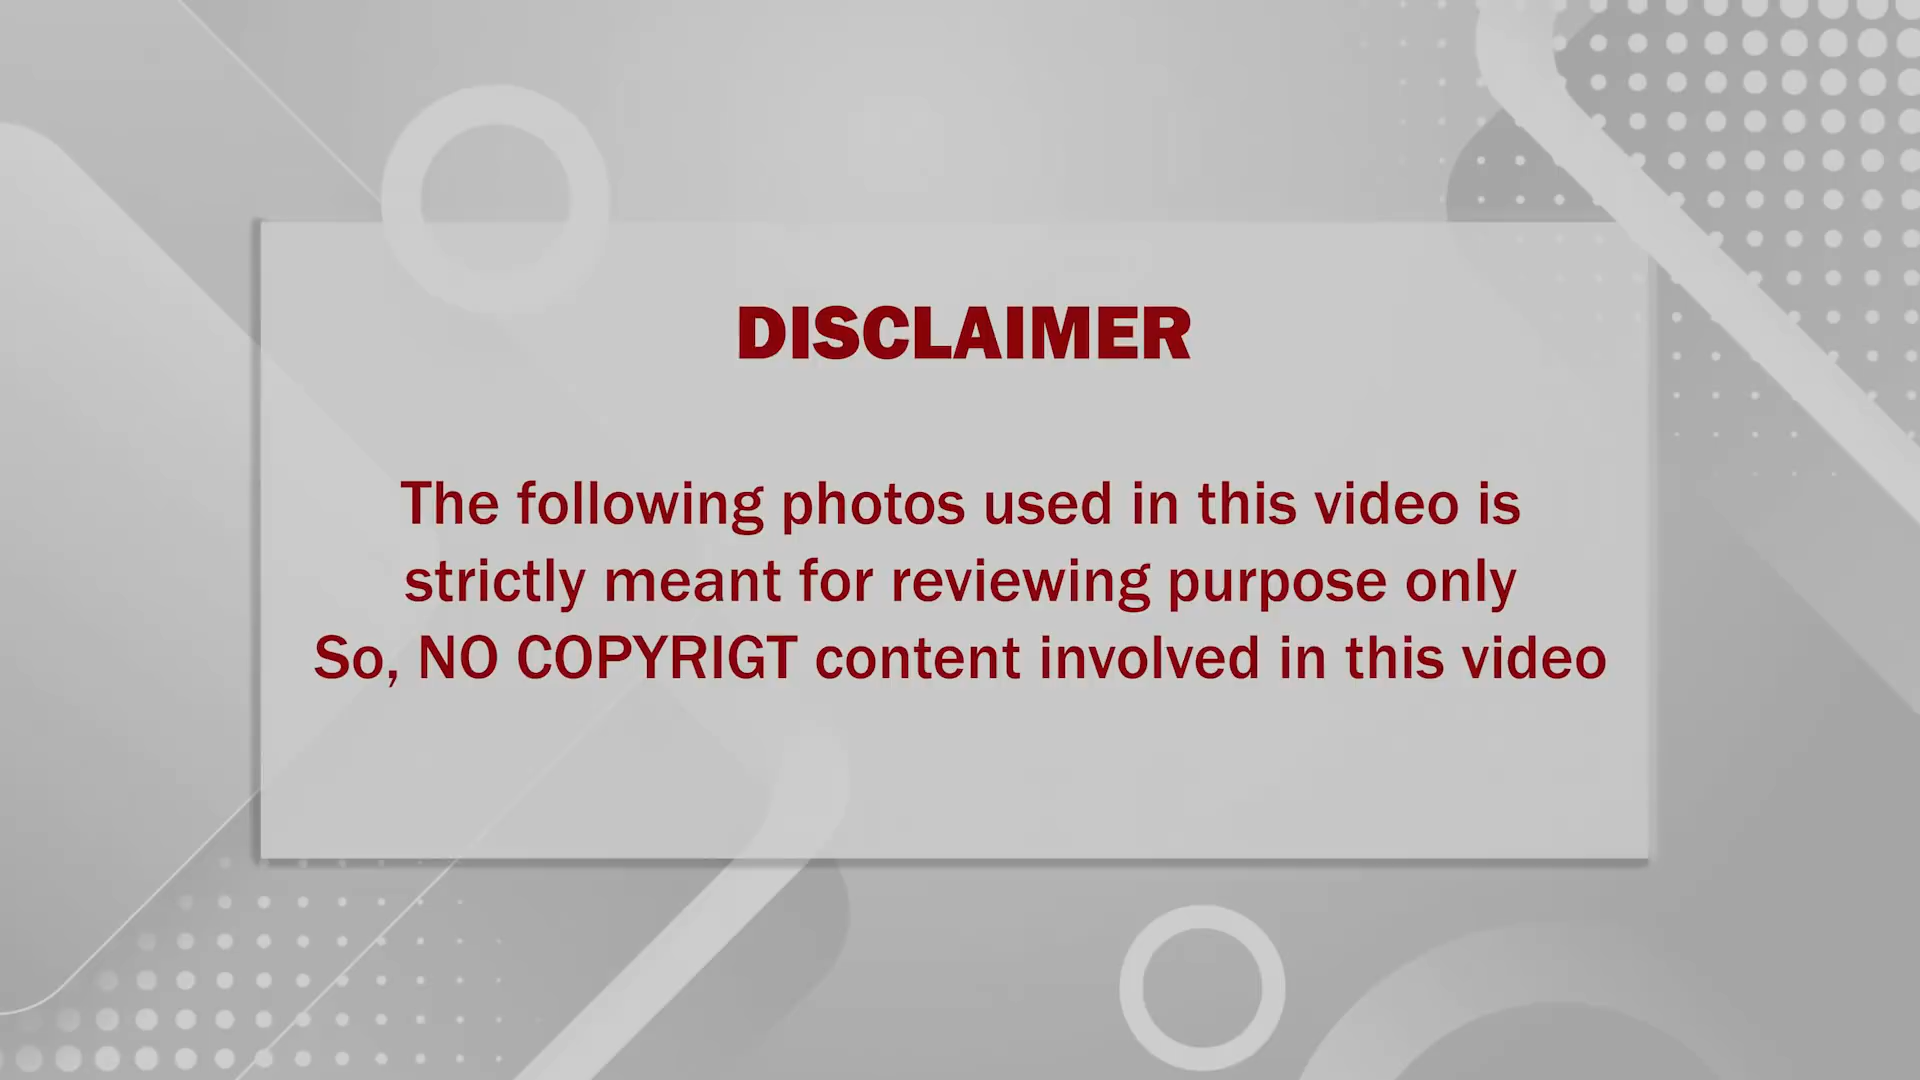 DISCLAIMER
The following photos used in this video is
strictly meant for reviewing purpose only
So, NO COPYRIGT content involved in this video